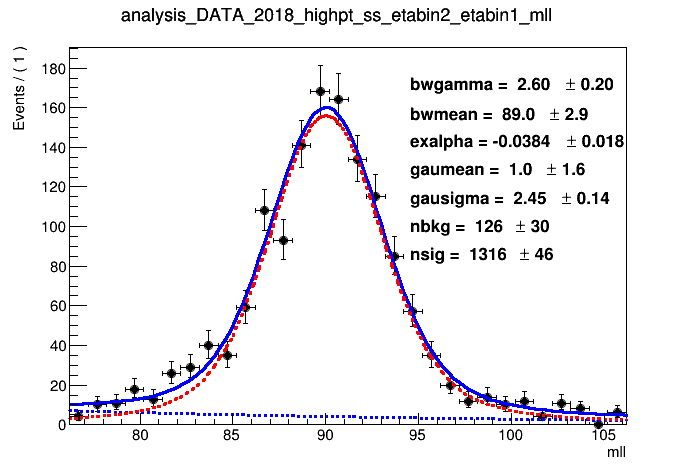 analysis_DATA_2018_highpt_ss_etabin2_etabin1_mll
Events / ( 1 )
180
160
140
120
100
80
60
40
20
0
bwgamma = 2.60 ± 0.20
bwmean = 89.0 ± 2.9
exalpha = -0.0384 ± 0.018
gaumean = 1.0 ± 1.6
gausigma = 2.45 ± 0.14
nbkg = 126 ± 30
nsig = 1316 ± 46
80 85 90 95 100 105
mll